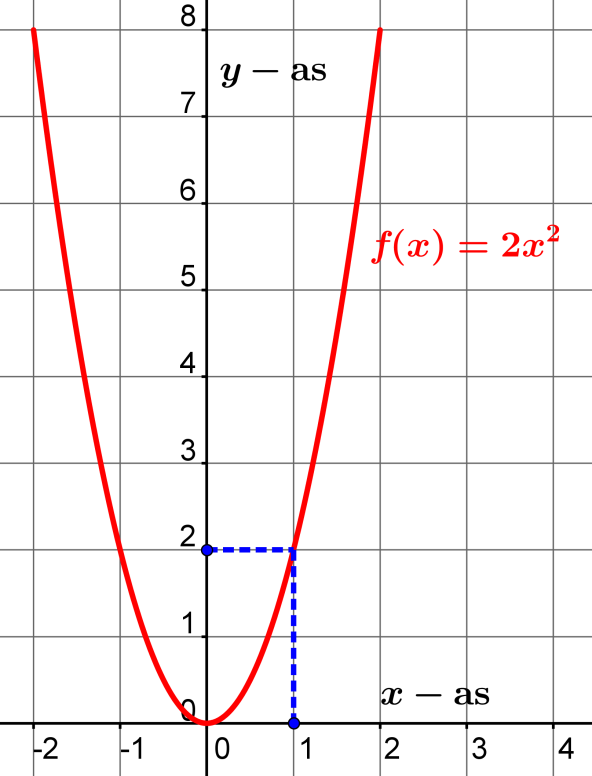 8
y – as
7
6
f(x) = 2x²
5
4
3
2
1
x – as
0
-2 -1 0 1 2 3 4